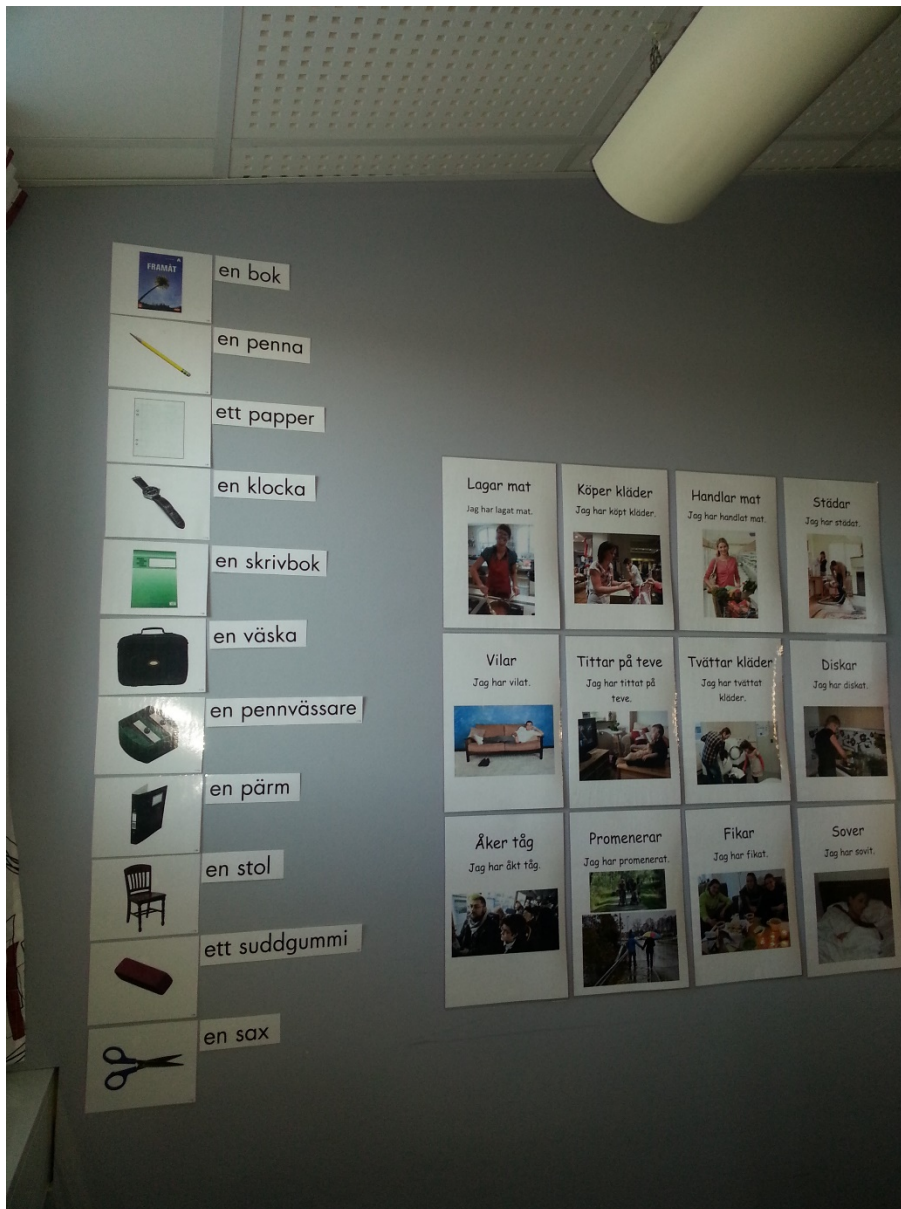 FRAMÅT
en bok
en penna
ett papper
en klocka
en skrivbok
en väska
en pennvässare
en pärm
en stol
ett suddgummi
en sax
Lagar mat
Jag har lagat mat.
Köper kläder
Jag har köpt kläder.
Handlar mat
Jag har handlat mat.
Städar
Jag har städat.
Vilar
Jag har vilat.
Tittar på teve
Jag har tittat på
teve.
Tvättar kläder
Jag har tvättat
kläder.
Diskar
Jag har diskat.
Åker tåg
Jag har åkt tåg.
Promenerar
Jag har promenerat.
Fikar
Jag har fikat.
Sover
Jag har sovit.